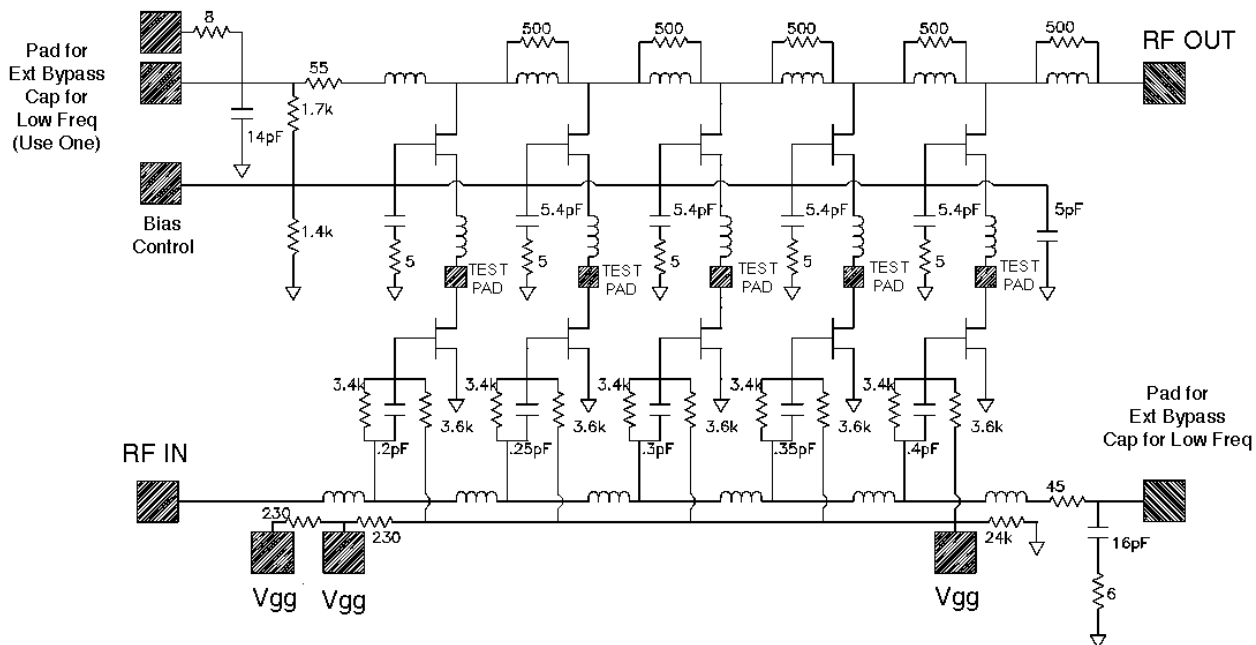 8
Pad for
Ext Bypass
Cap for
Low Freq
(Use One)
55
1.7k
14pF
500
500
500
500
500
RF OUT
Bias
Control
1.4k
5.4pF
5.4pF
5.4pF
5.4pF
5pF
5
5
5
5
5
TEST
PAD
TEST
PAD
TEST
PAD
TEST
PAD
TEST
PAD
3.4k
3.4k
3.4k
3.4k
3.4k
3.6k
3.6k
3.6k
3.6k
3.6k
.2pF
.25pF
.3pF
.35pF
.4pF
Pad for
Ext Bypass
Cap for Low Freq
RF IN
45
230
230
24k
16pF
6
Vgg
Vgg
Vgg